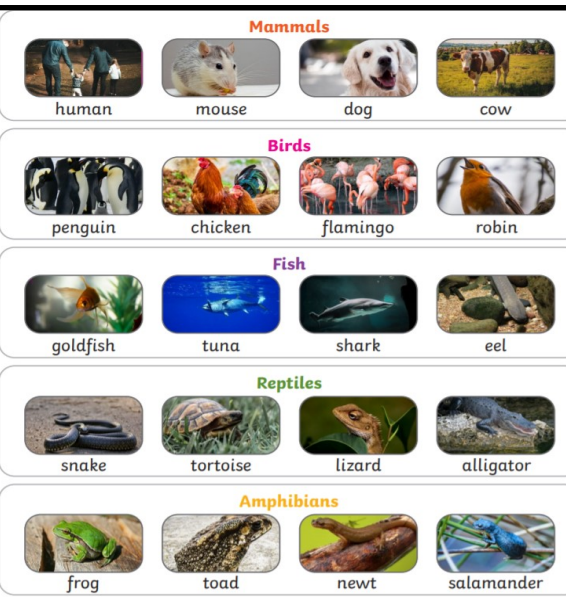 Mammals
human mouse dog cow
Birds
penguin chicken flamingo robin
Fish
goldfish tuna shark eel
Reptiles
snake tortoise lizard alligator
Amphibians
frog toad newt salamander